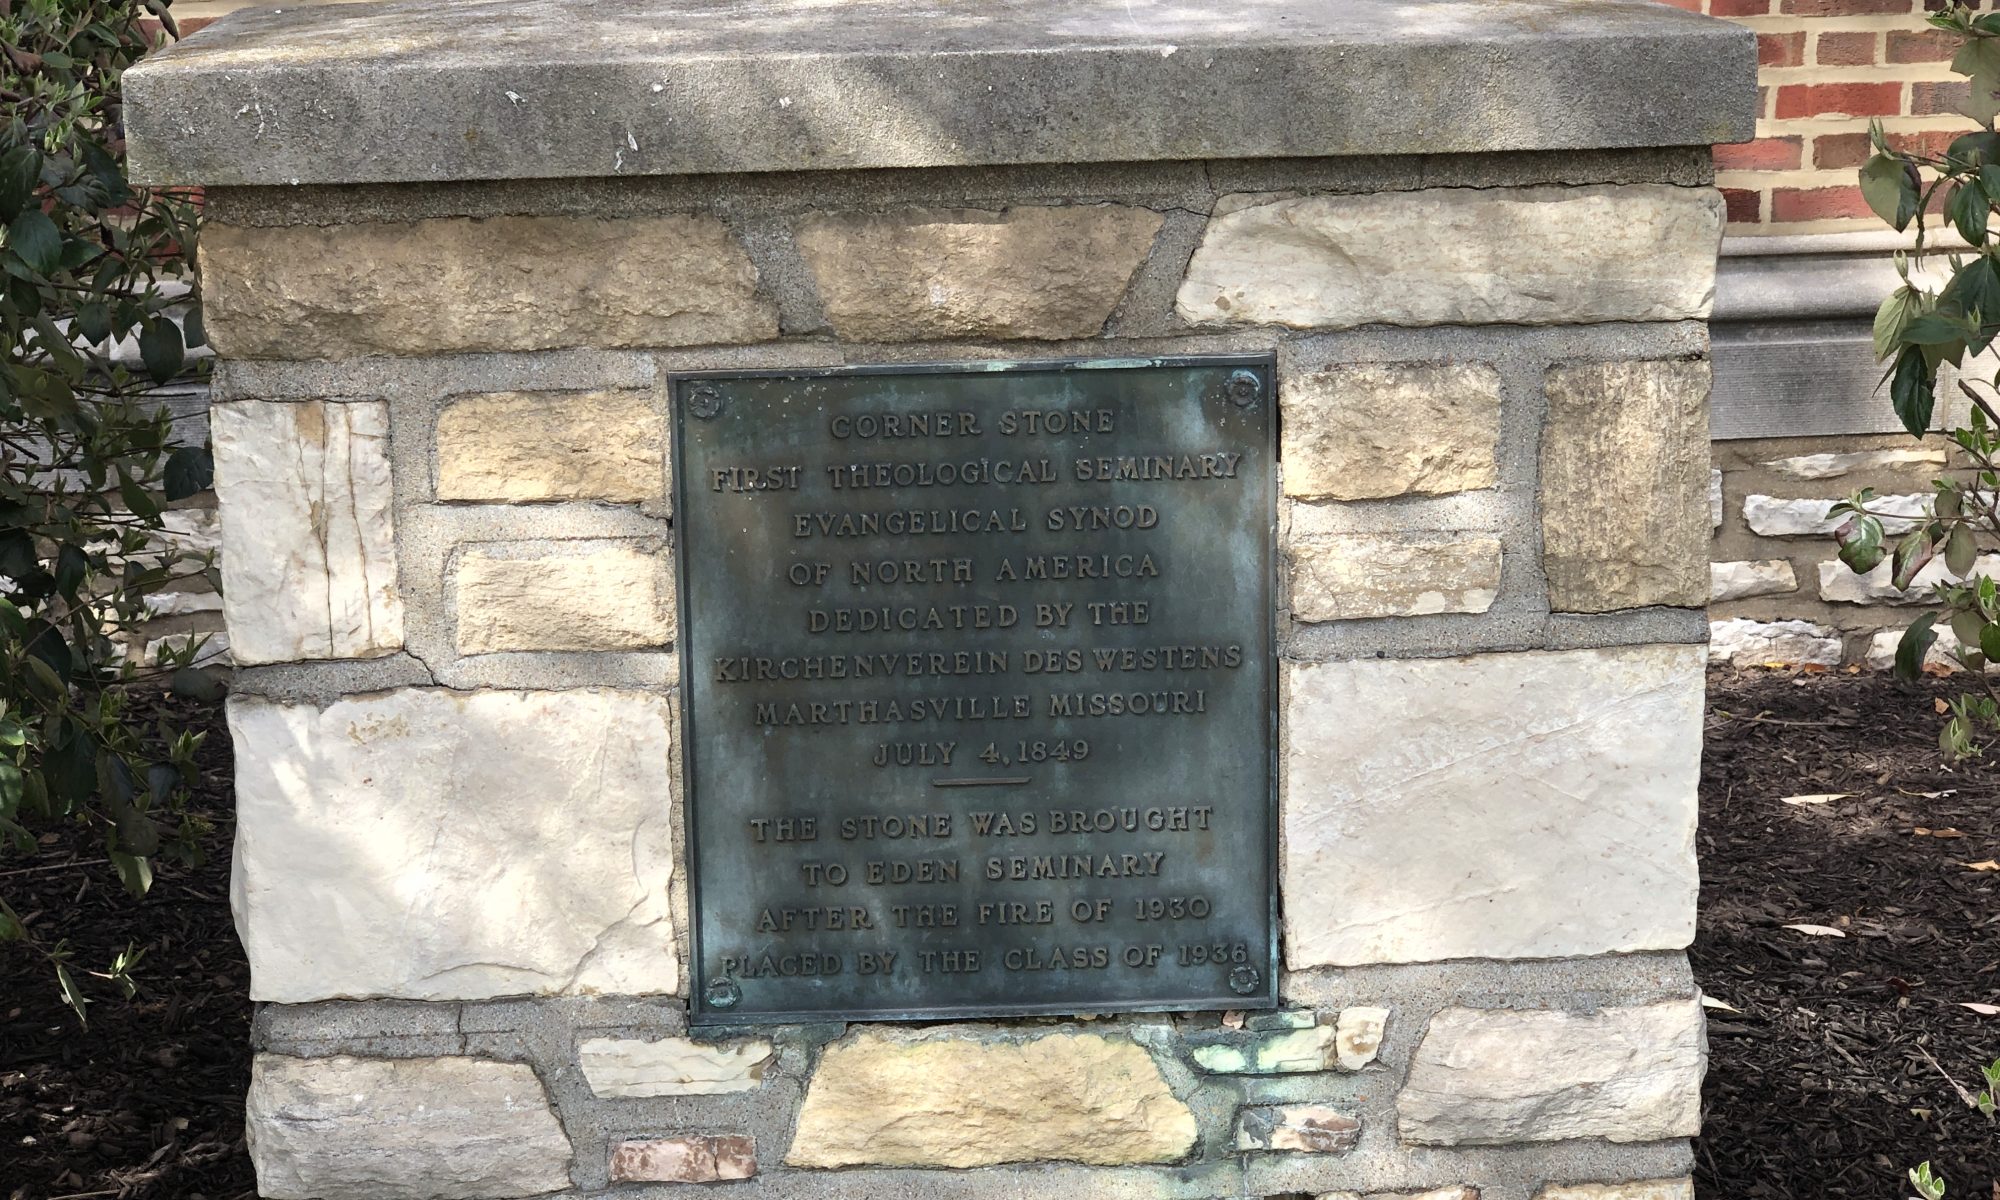 CORNER STONE
FIRST THEOLOGICAL SEMINARY
EVANGELICAL SYNOD
OF NORTH AMERICA
DEDICATED BY THE
KIRCHENVEREIN DES WESTENS
MARTHASVILLE MISSOURI
JULY 4, 1849
THE STONE WAS BROUGHT
TO EDEN SEMINARY
AFTER THE FIRE OF 1930
PLACED BY THE CLASS OF 1936